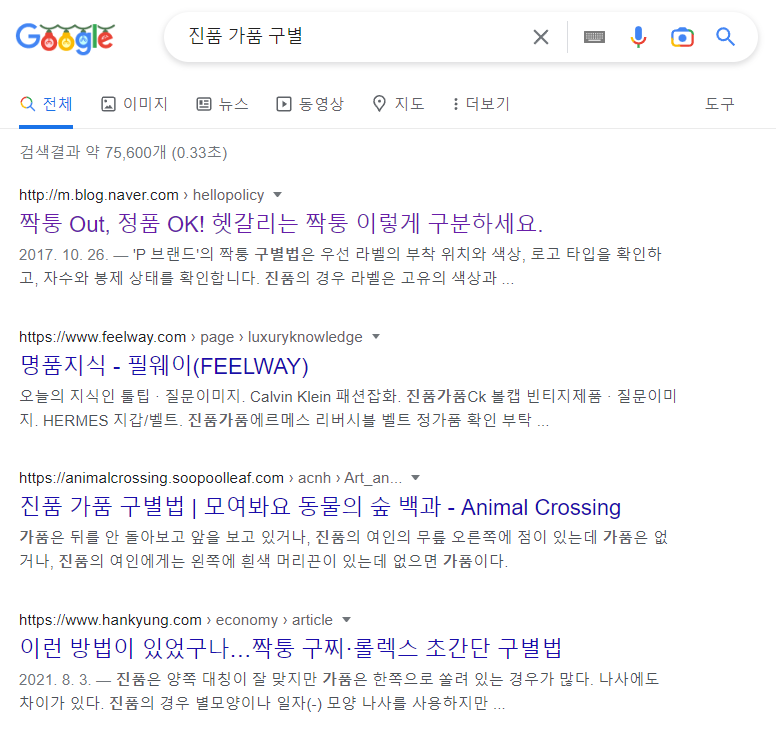 Google
진품 가품 구별
전체 이미지 뉴스 동영상 지도 더보기 도구
검색결과 약 75,600개 (0.33초)
http://m.blog.naver.com › hellopolicy
짝퉁 Out, 정품 OK! 헷갈리는 짝퉁 이렇게 구분하세요.
2017. 10. 26. — 'P 브랜드'의 짝퉁 구별법은 우선 라벨의 부착 위치와 색상, 로고 타입을 확인하
고, 자수와 봉제 상태를 확인합니다. 진품의 경우 라벨은 고유의 색상과 ...
https://www.feelway.com › page › luxuryknowledge
명품지식 - 필웨이(FEELWAY)
오늘의 지식인 툴팁 · 질문이미지. Calvin Klein 패션잡화. 진품가품Ck 볼캡 빈티지제품 · 질문이미
지. HERMES 지갑/벨트. 진품가품에르메스 리버시블 벨트 정가품 확인 부탁 ...
https://animalcrossing.soopoolleaf.com › acnh › Art_an...
진품 가품 구별법 | 모여봐요 동물의 숲 백과 - Animal Crossing
가품은 뒤를 안 돌아보고 앞을 보고 있거나, 진품의 여인의 무릎 오른쪽에 점이 있는데 가품은 없
거나, 진품의 여인에게는 왼쪽에 흰색 머리끈이 있는데 없으면 가품이다.
https://www.hankyung.com › economy › article
이런 방법이 있었구나…짝퉁 구찌·롤렉스 초간단 구별법
2021. 8. 3. — 진품은 양쪽 대칭이 잘 맞지만 가품은 한쪽으로 쏠려 있는 경우가 많다. 나사에도
차이가 있다. 진품의 경우 별모양이나 일자(-) 모양 나사를 사용하지만 ...